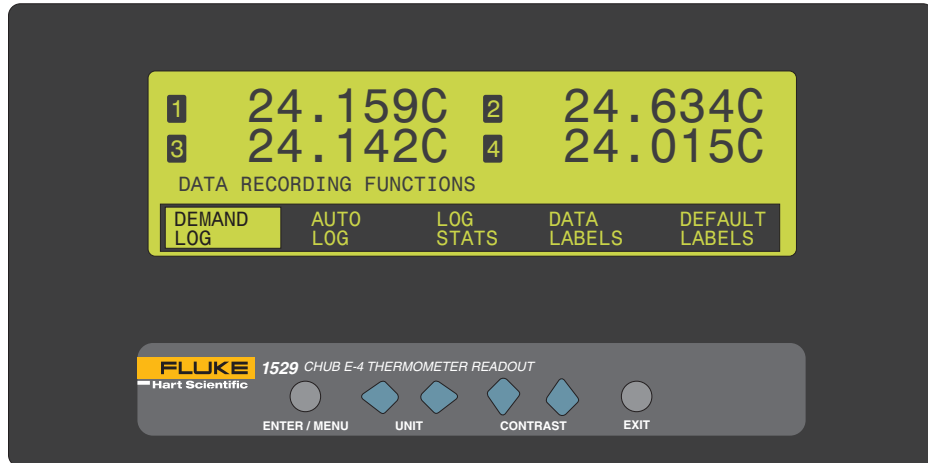 1 24.159C 2 24.634C
3 24.142C 4 24.015C
DATA RECORDING FUNCTIONS
DEMAND AUTO LOG DATA DEFAULT
LOG LOG STATS LABELS LABELS
FLUKE 1529 CHUB E-4 THERMOMETER READOUT
Hart Scientific
ENTER / MENU UNIT CONTRAST EXIT